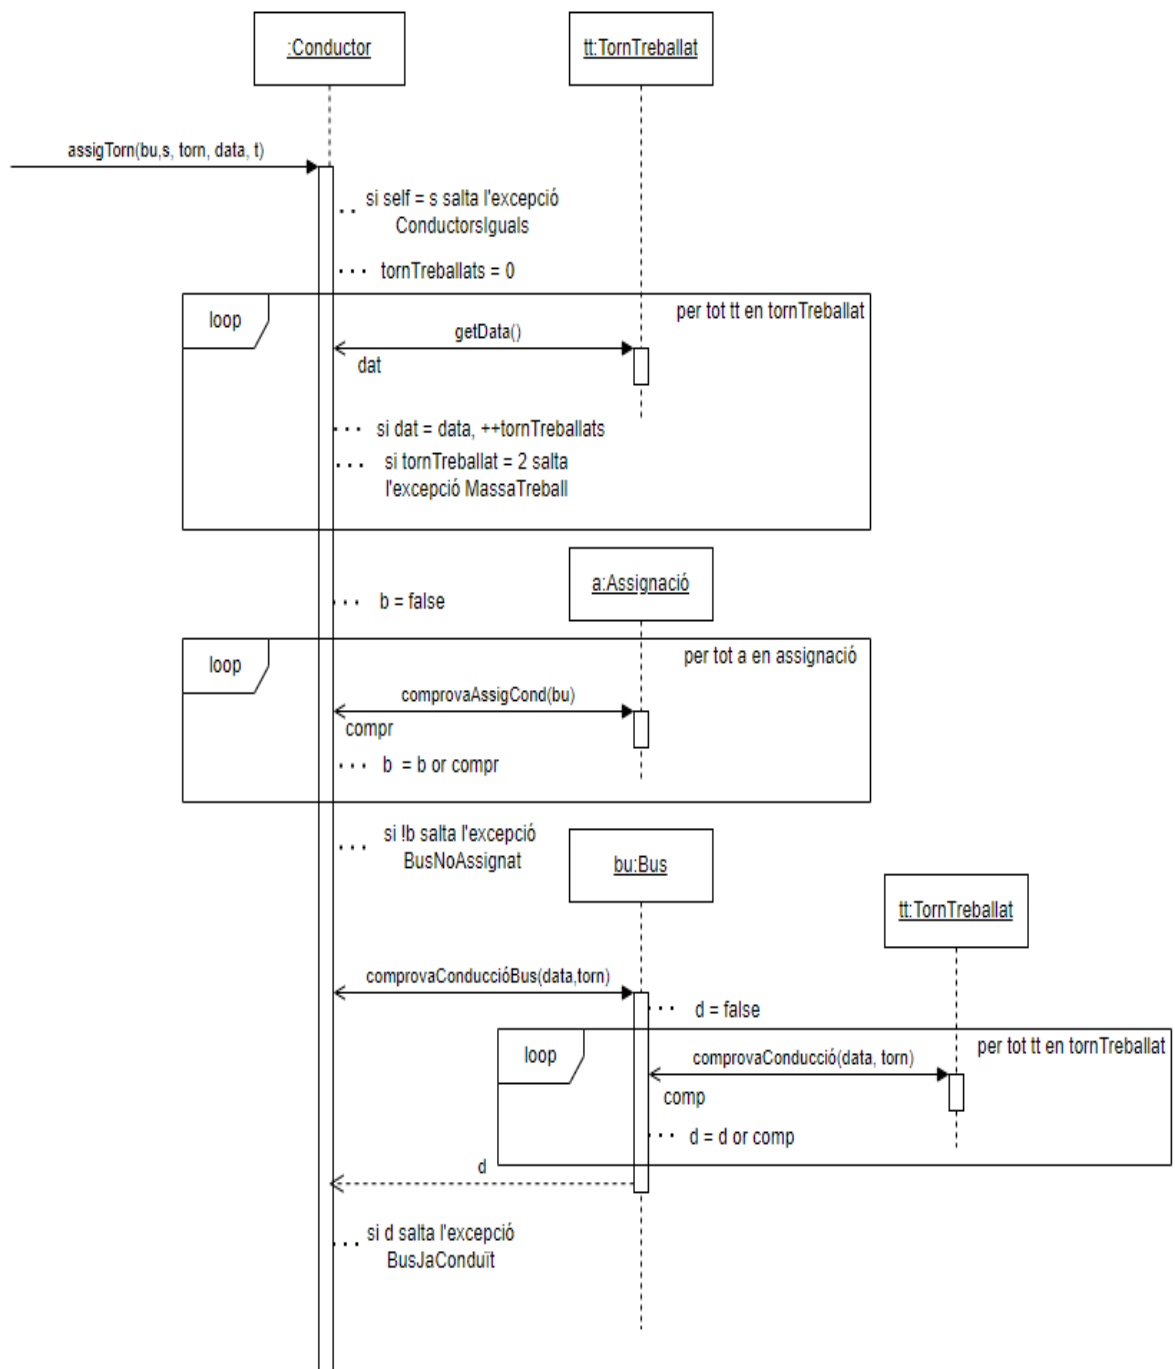 :Conductor
tt:TornTreballat
assigTorn(bu,s, torn, data, t)
si self = s salta l'excepció
ConductorsIguals
tornTreballats = 0
loop
per tot tt en tornTreballat
getData()
dat
si dat = data, ++tornTreballats
si tornTreballat = 2 salta
l'excepció MassaTreball
a:Assignació
b = false
loop
per tot a en assignació
comprovaAssigCond(bu)
compr
b  = b or compr
si !b salta l'excepció
BusNoAssignat
bu:Bus
tt:TornTreballat
comprovaConduccióBus(data,torn)
d = false
loop
per tot tt en tornTreballat
comprovaConducció(data, torn)
comp
d = d or comp
d
si d salta l'excepció
BusJaConduït